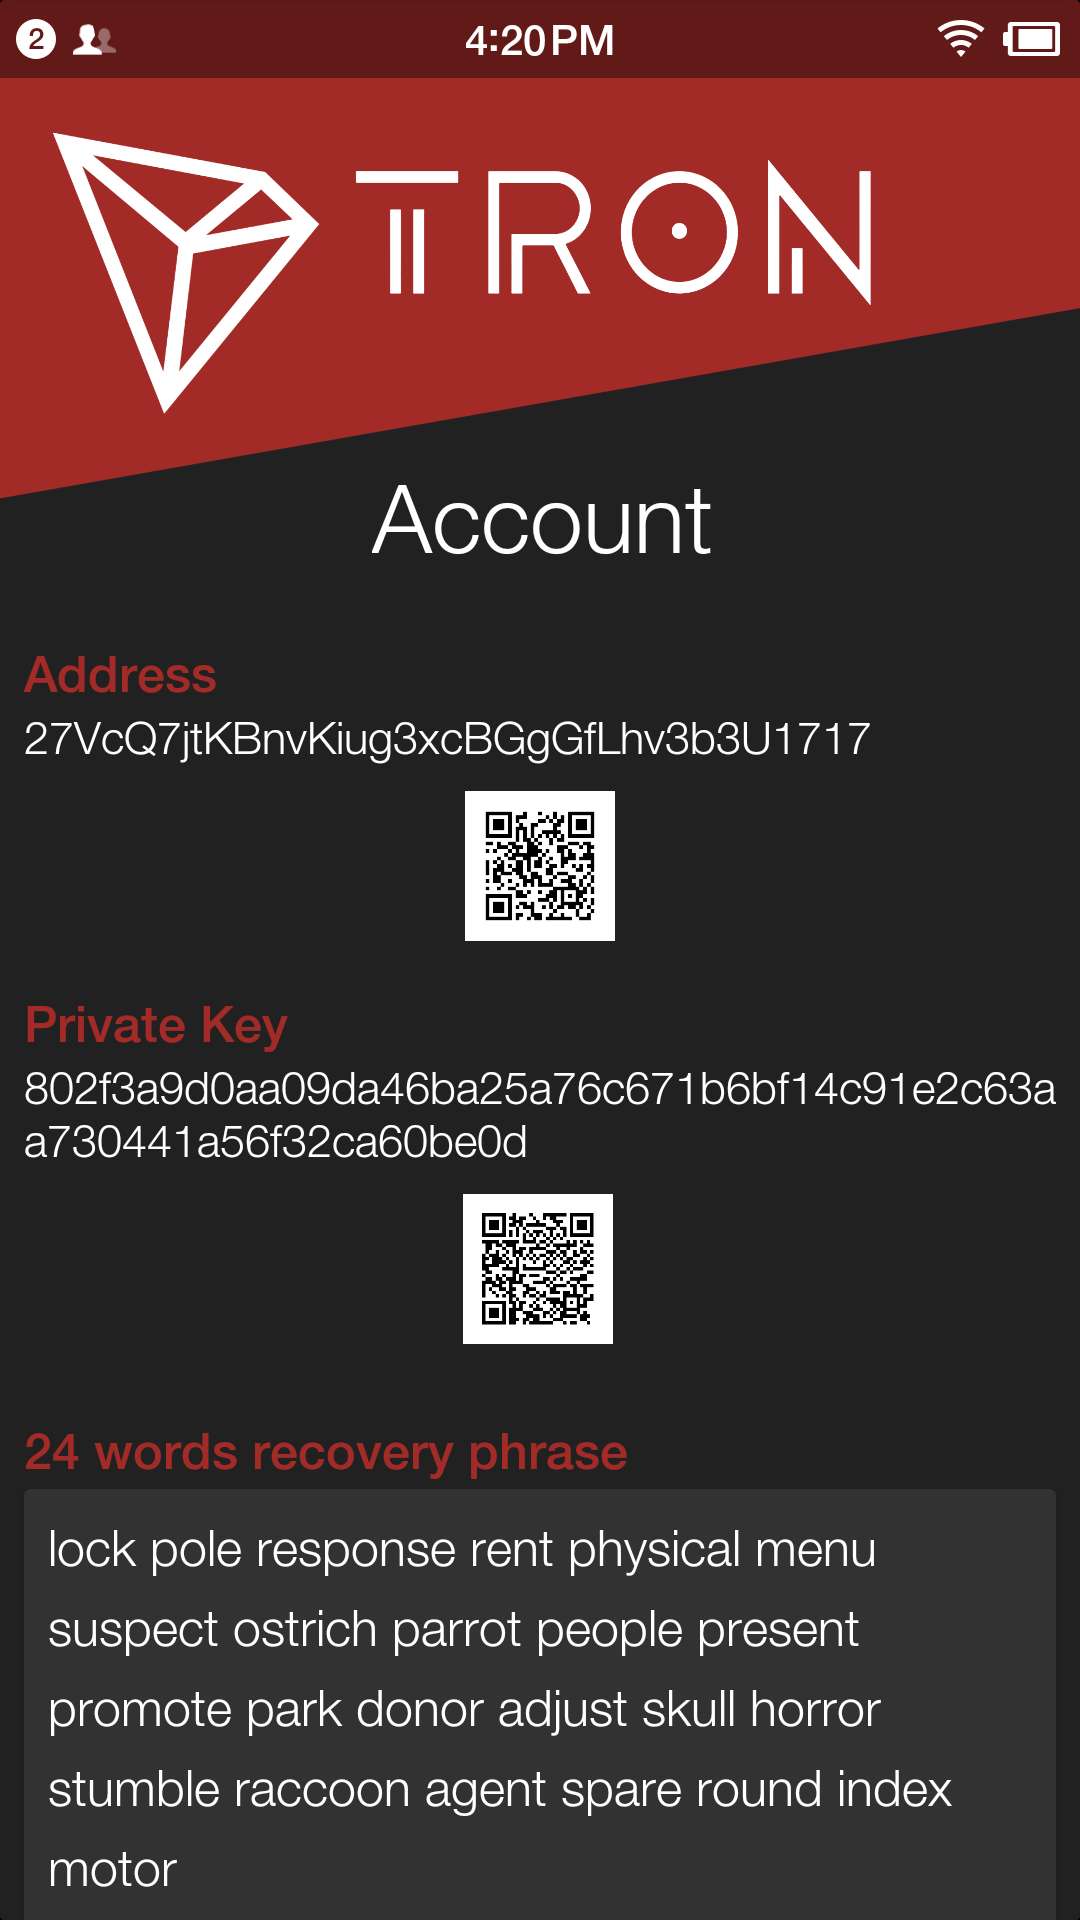 2
4:20 PM
TRON
Account
Address
27VcQ7jtKBnvKiug3xcBGgGfLhv3b3U1717
Private Key
802f3a9d0aa09da46ba25a76c671b6bf14c91e2c63a
a730441a56f32ca60be0d
24 words recovery phrase
lock pole response rent physical menu
suspect ostrich parrot people present
promote park donor adjust skull horror
stumble raccoon agent spare round index
motor